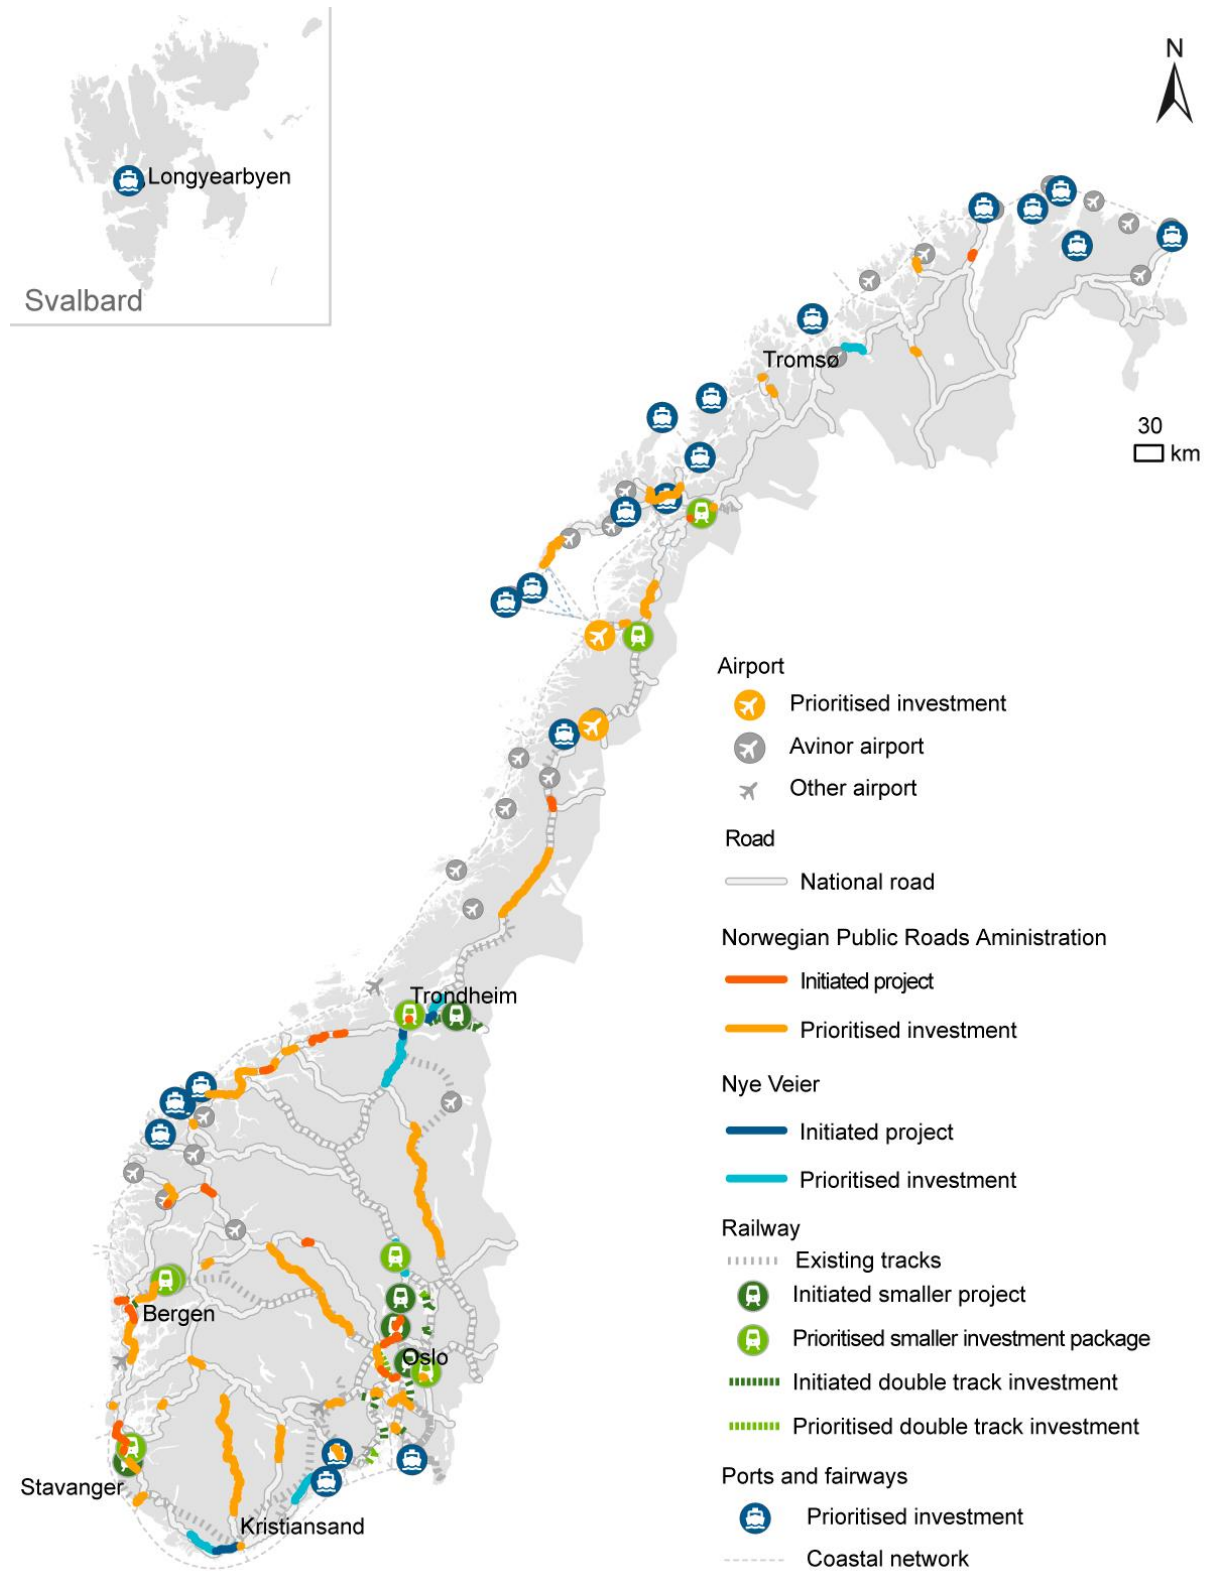 N
Longyearbyen
Svalbard
Tromsø
30
km
Airport
Prioritised investment
Avinor airport
Other airport
Road
National road
Norwegian Public Roads Aministration
Initiated project
Prioritised investment
Nye Veier
Initiated project
Prioritised investment
Railway
Existing tracks
Initiated smaller project
Prioritised smaller investment package
Initiated double track investment
Prioritised double track investment
Ports and fairways
Prioritised investment
Coastal network
Trondheim
Bergen
Oslo
Stavanger
Kristiansand